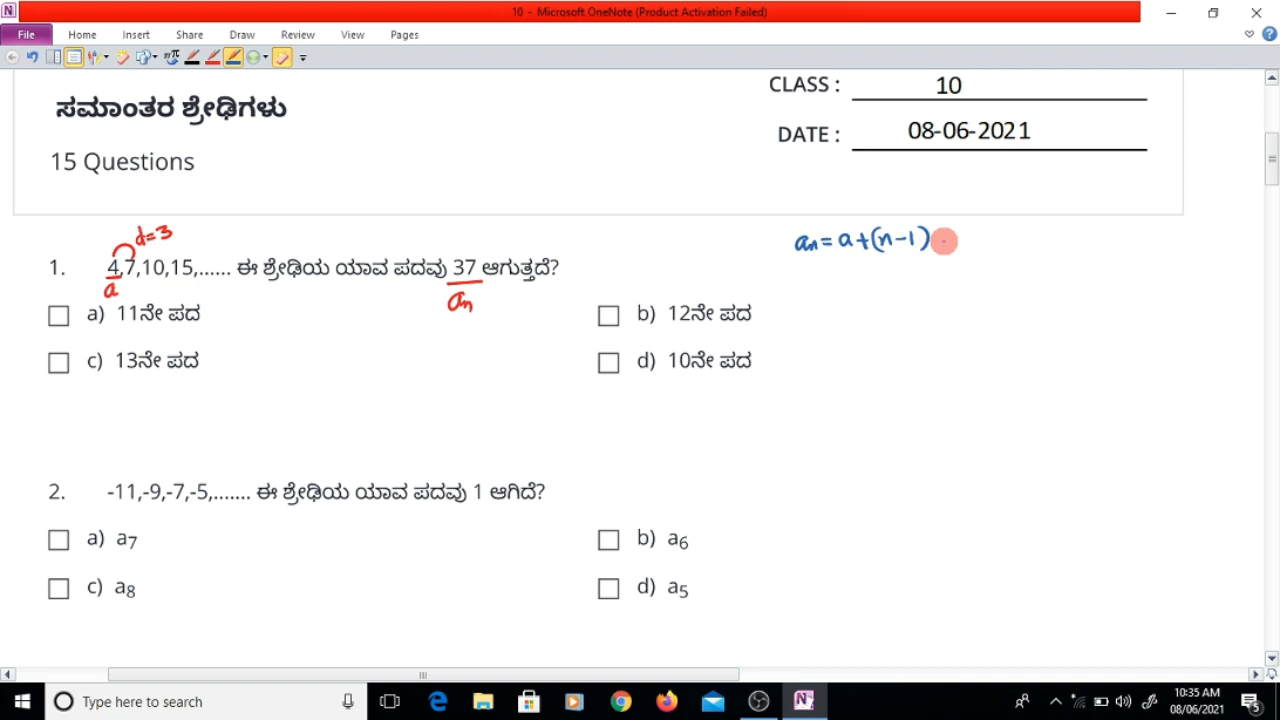 10 - Microsoft OneNote (Product Activation Failed)
File Home Insert Share Draw Review View Pages
ಸಮಾಂತರ ಶ್ರೇಢಿಗಳು
CLASS : 10
DATE : 08-06-2021
15 Questions
d=3
aₙ = a+(n-1)
1. 4,7,10,15,...... ಈ ಶ್ರೇಢಿಯ ಯಾವ ಪದವು 37 ಆಗುತ್ತದೆ?
a aₙ
a) 11ನೇ ಪದ b) 12ನೇ ಪದ
c) 13ನೇ ಪದ d) 10ನೇ ಪದ
2. -11,-9,-7,-5,....... ಈ ಶ್ರೇಢಿಯ ಯಾವ ಪದವು 1 ಆಗಿದೆ?
a) a₇ b) a₆
c) a₈ d) a₅
Type here to search
10:35 AM
08/06/2021
5